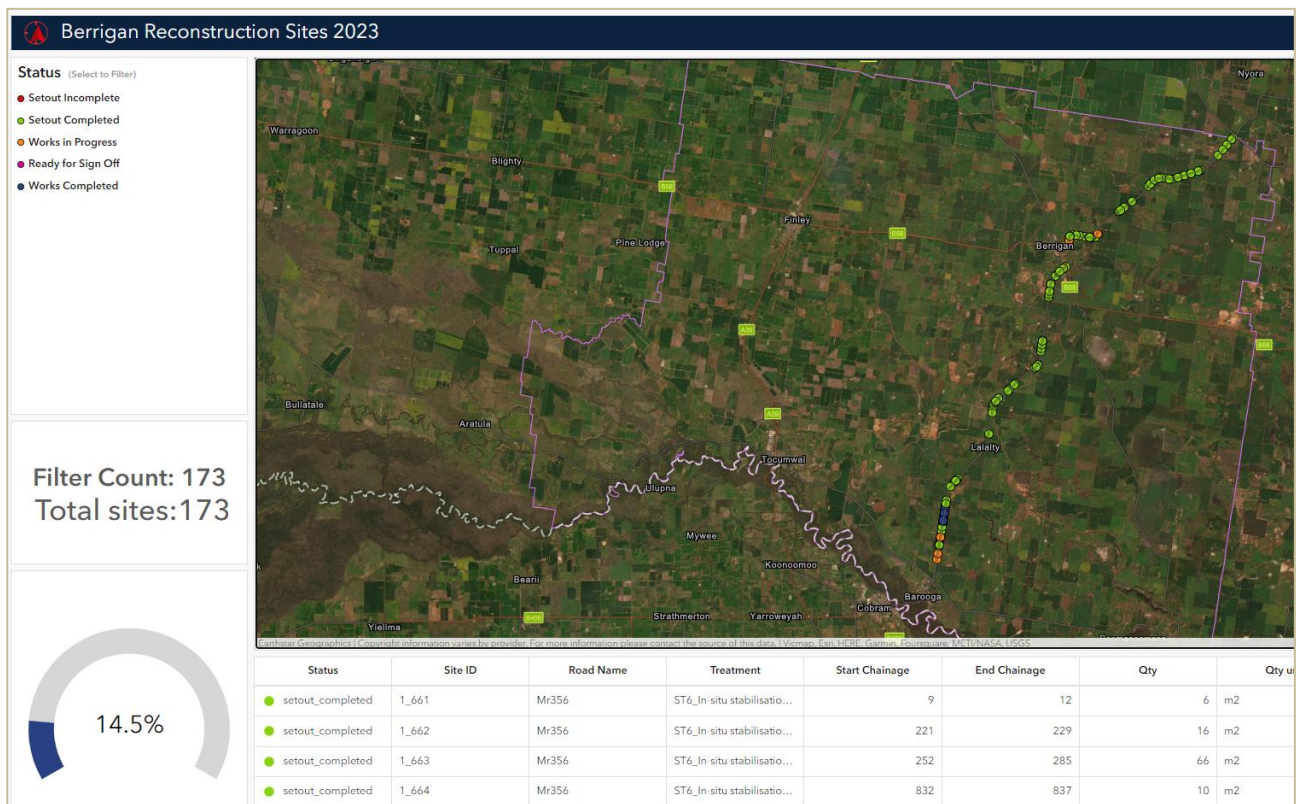 Berrigan Reconstruction Sites 2023
Status (Select to Filter)
Setout Incomplete
Setout Completed
Works in Progress
Ready for Sign Off
Works Completed
Filter Count: 173
Total sites:173
14.5%
Nyora
Warragoon
Blighty
B58
Finley
B58
Tuppal
Pine Lodge
Berrigan
B58
A39
B58
Bullatale
Aratula
A39
Lalalty
Tocumwal
Ulupna
Mywee
Koonoomoo
Bearii
Barooga
Cobram
Strathmerton
Yarroweyah
B400
Yielima
Earthstar Geographics | Copyright information varies by provider. For more information please contact the source of this data. | Vicmap, Esri, HERE, Garmin, Foursquare, METI/NASA, USGS
Status Site ID Road Name Treatment Start Chainage End Chainage Qty Qty u
setout_completed 1_661 Mr356 ST6_In-situ stabilisatio... 9 12 6 m2
setout_completed 1_662 Mr356 ST6_In-situ stabilisatio... 221 229 16 m2
setout_completed 1_663 Mr356 ST6_In-situ stabilisatio... 252 285 66 m2
setout_completed 1_664 Mr356 ST6_In-situ stabilisatio... 832 837 10 m2